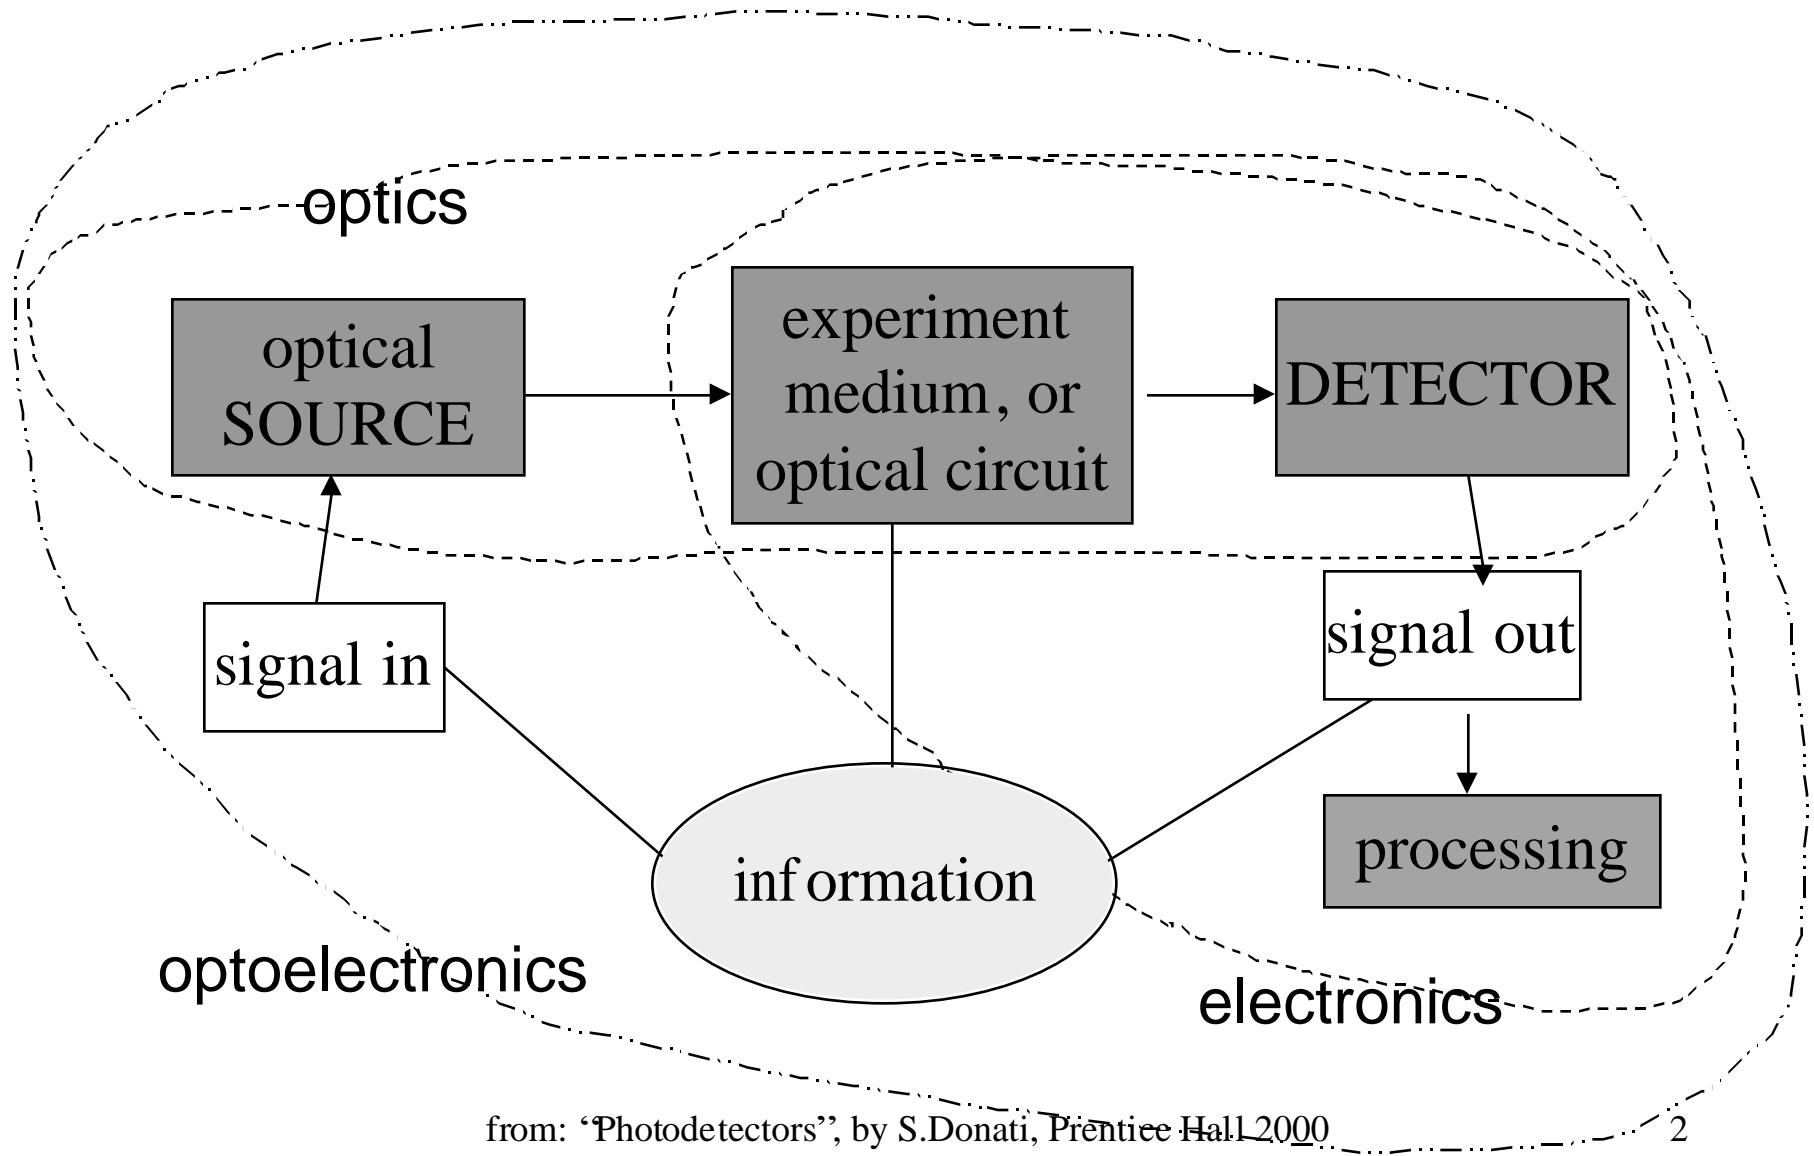 optics
optical
SOURCE
experiment
medium, or
optical circuit
DETECTOR
signal in
signal out
information
processing
optoelectronics
electronics
from: “Photodetectors”, by S.Donati, Prentice Hall 2000
2